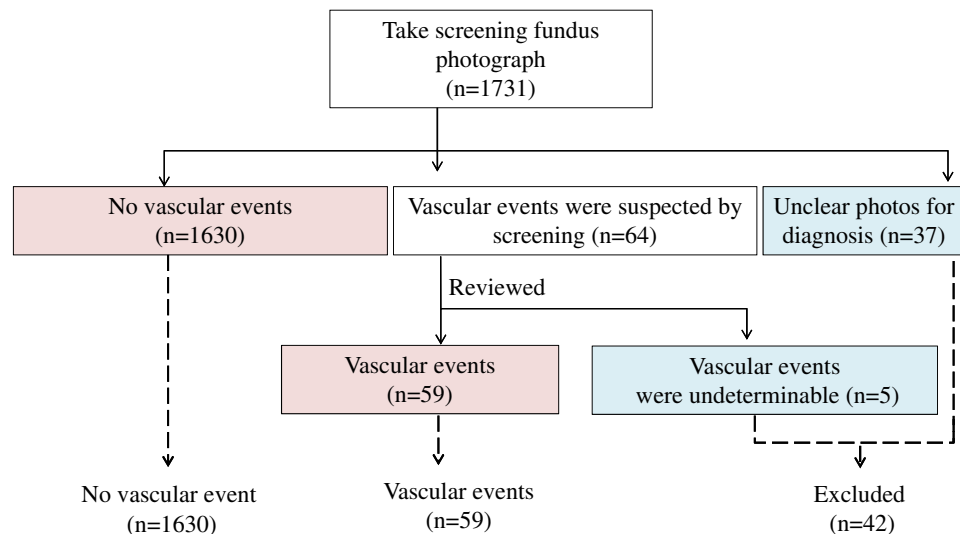 Take screening fundus
photograph
(n=1731)
No vascular events
(n=1630)
Vascular events were suspected by
screening (n=64)
Unclear photos for
diagnosis (n=37)
Reviewed
Vascular events
(n=59)
Vascular events
were undeterminable (n=5)
No vascular event
(n=1630)
Vascular events
(n=59)
Excluded
(n=42)